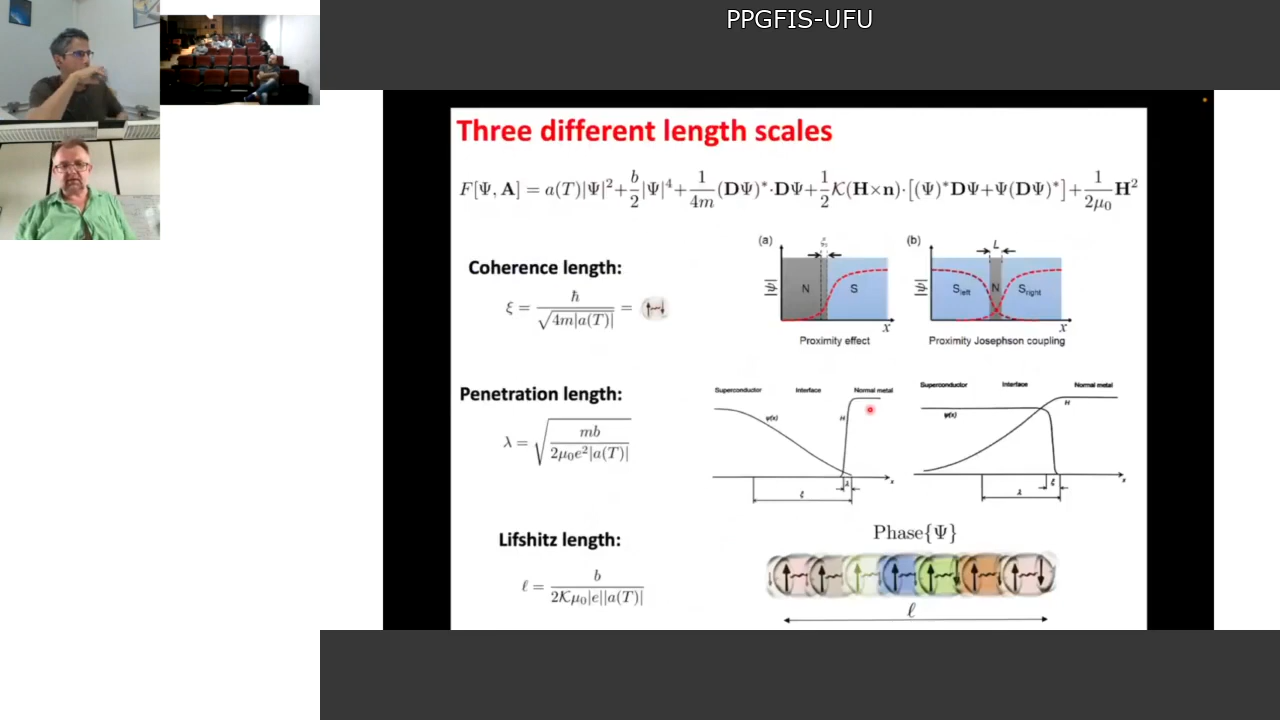 PPGFIS-UFU
Three different length scales
F[Ψ, A] = a(T)|Ψ|² + b/2 |Ψ|⁴ + 1/4m (DΨ)*·DΨ + 1/2 𝒦(H×n)·[(Ψ)*DΨ+Ψ(DΨ)*] + 1/2μ₀ H²
(a)
(b) L
|ψ| N S x
|ψ| S_left N S_right x
Proximity effect
Proximity Josephson coupling
Coherence length:
ξ = ħ/√4m|a(T)| =
Superconductor Interface Normal metal
Superconductor Interface Normal metal
Penetration length:
λ = √mb/2μ₀e²|a(T)|
ψ(x) H λ ξ x
ψ(x) H ξ λ x
Phase{Ψ}
Lifshitz length:
ℓ = b/2𝒦μ₀|e||a(T)|
ℓ